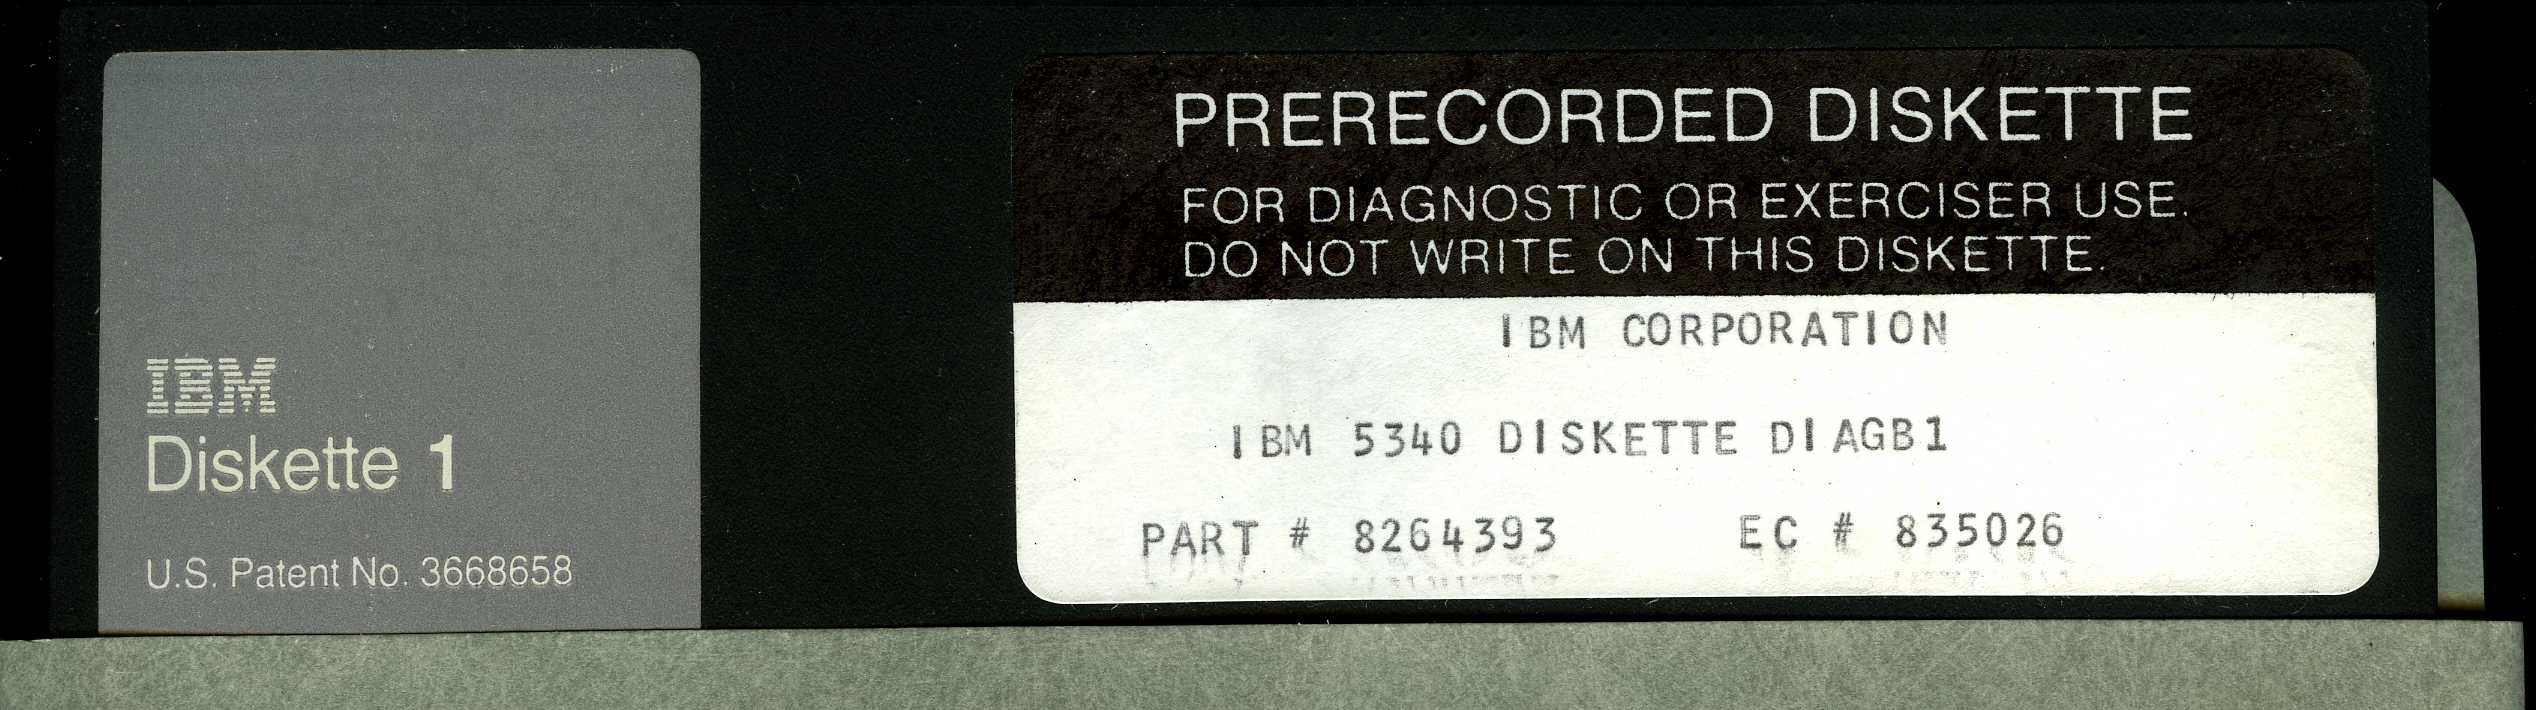 IBM
Diskette 1
U.S. Patent No. 3668658
PRERECORDED DISKETTE
FOR DIAGNOSTIC OR EXERCISER USE.
DO NOT WRITE ON THIS DISKETTE.
IBM CORPORATION
IBM 5340 DISKETTE DIAGB1
PART # 8264393 EC # 835026